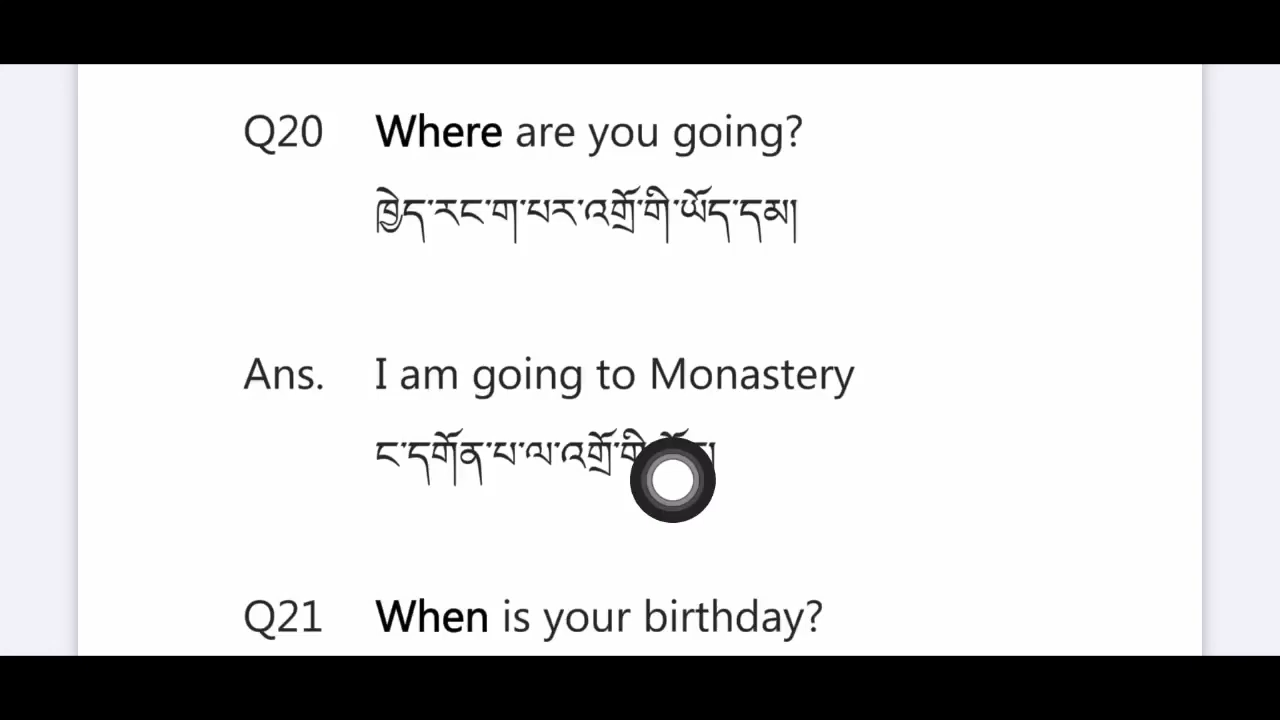 Q20 Where are you going?
ཁྱེད་རང་ག་པར་འགྲོ་གི་ཡོད་དམ།
Ans. I am going to Monastery
ང་དགོན་པ་ལ་འགྲོ་གི
Q21 When is your birthday?